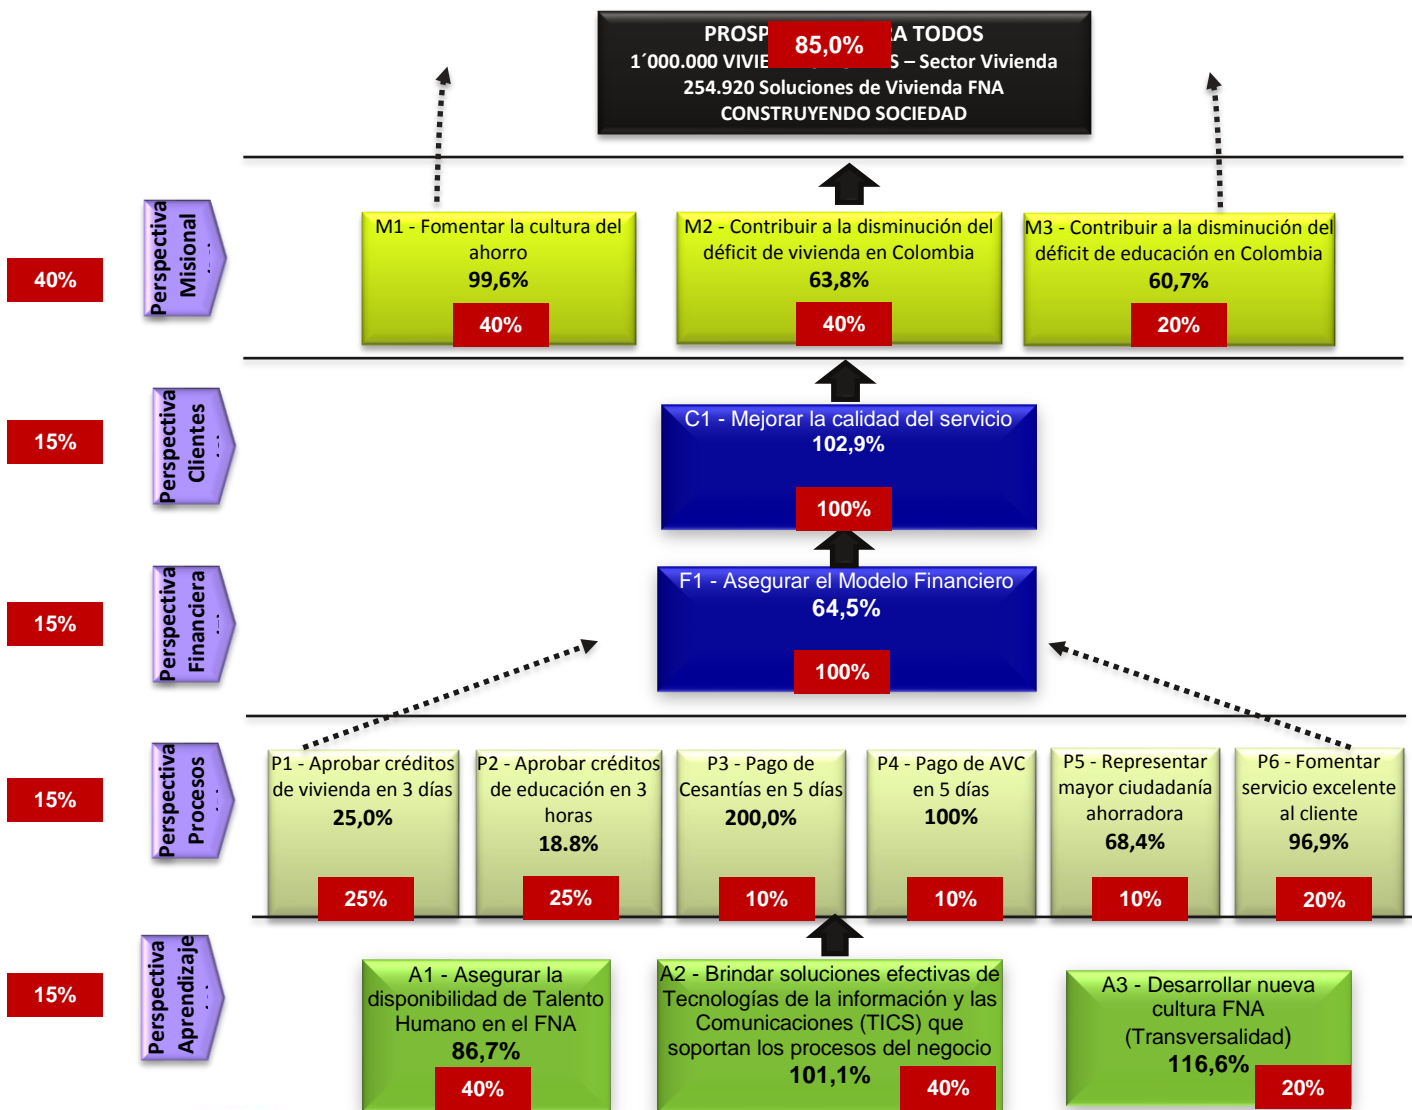 PROSP
RA TODOS
85,0%
1´000.000 VIVIE
S – Sector Vivienda
254.920 Soluciones de Vivienda FNA
CONSTRUYENDO SOCIEDAD
40%
Perspectiva
Misional
M1 - Fomentar la cultura del
ahorro
99,6%
40%
M2 - Contribuir a la disminución del
déficit de vivienda en Colombia
63,8%
40%
M3 - Contribuir a la disminución del
déficit de educación en Colombia
60,7%
20%
15%
Perspectiva
Clientes
C1 - Mejorar la calidad del servicio
102,9%
100%
15%
Perspectiva
Financiera
F1 - Asegurar el Modelo Financiero
64,5%
100%
15%
Perspectiva
Procesos
P1 - Aprobar créditos
de vivienda en 3 días
25,0%
25%
P2 - Aprobar créditos
de educación en 3
horas
18.8%
25%
P3 - Pago de
Cesantías en 5 días
200,0%
10%
P4 - Pago de AVC
en 5 días
100%
10%
P5 - Representar
mayor ciudadanía
ahorradora
68,4%
10%
P6 - Fomentar
servicio excelente
al cliente
96,9%
20%
15%
Perspectiva
Aprendizaje
A1 - Asegurar la
disponibilidad de Talento
Humano en el FNA
86,7%
40%
A2 - Brindar soluciones efectivas de
Tecnologías de la información y las
Comunicaciones (TICS) que
soportan los procesos del negocio
101,1%
40%
A3 - Desarrollar nueva
cultura FNA
(Transversalidad)
116,6%
20%